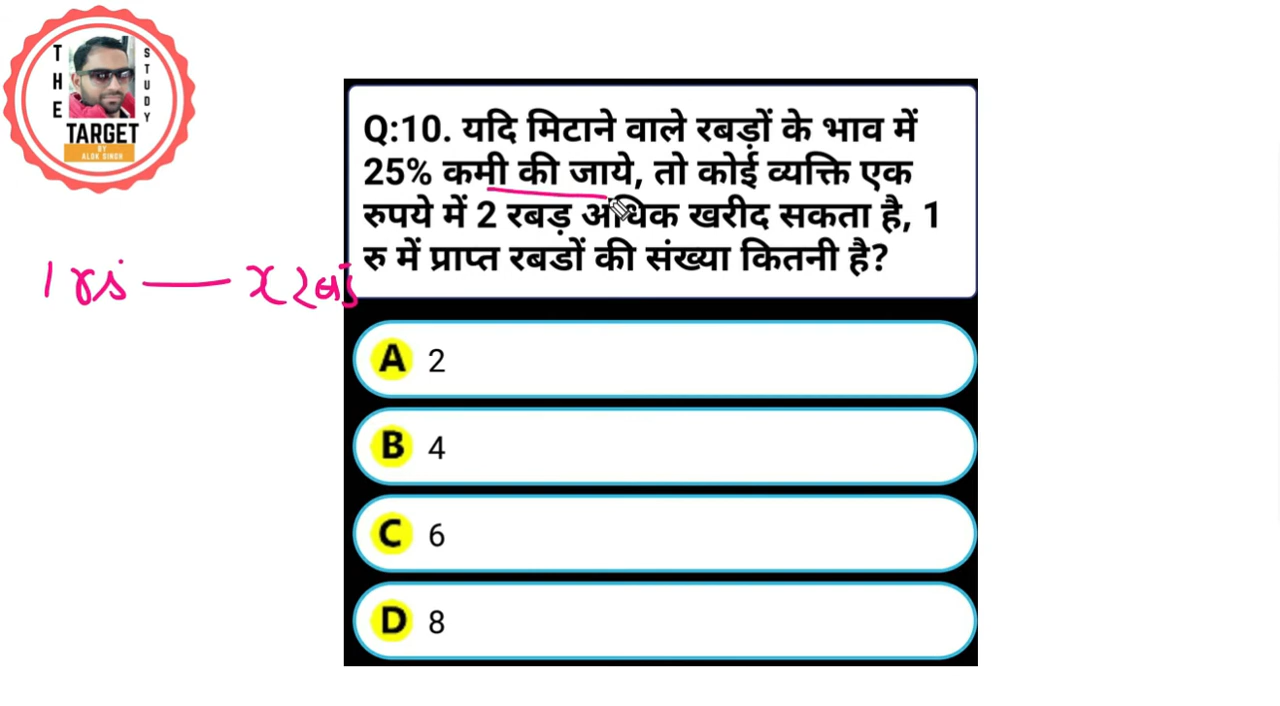 THE
STUDY
TARGET
BY
ALOK SINGH
Q:10. यदि मिटाने वाले रबड़ों के भाव में
25% कमी की जाये, तो कोई व्यक्ति एक
रुपये में 2 रबड़ अधिक खरीद सकता है, 1
रु में प्राप्त रबडों की संख्या कितनी है?
1 rs — x रबड़
A 2
B 4
C 6
D 8